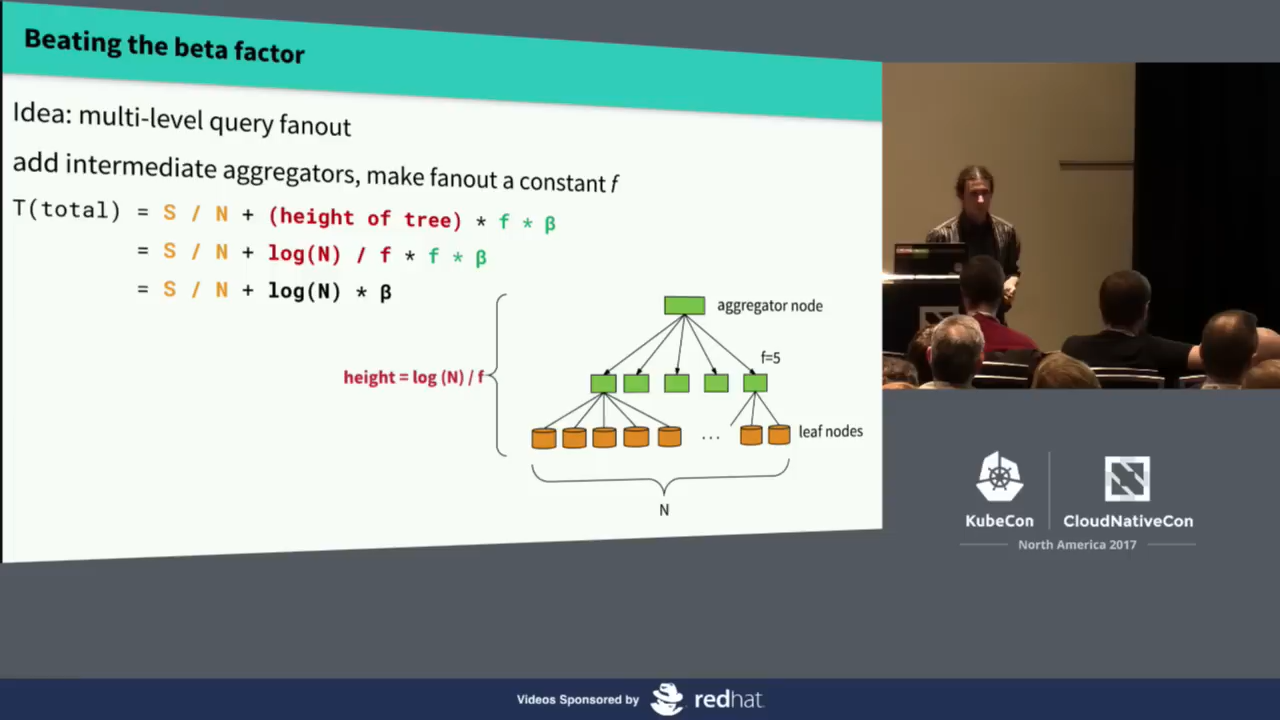 Beating the beta factor
Idea: multi-level query fanout
add intermediate aggregators, make fanout a constant f
T(total) = S / N + (height of tree) * f * β
= S / N + log(N) / f * f * β
= S / N + log(N) * β
aggregator node
f=5
height = log (N) / f
leaf nodes
...
N
KubeCon
CloudNativeCon
North America 2017
Videos Sponsored by
redhat